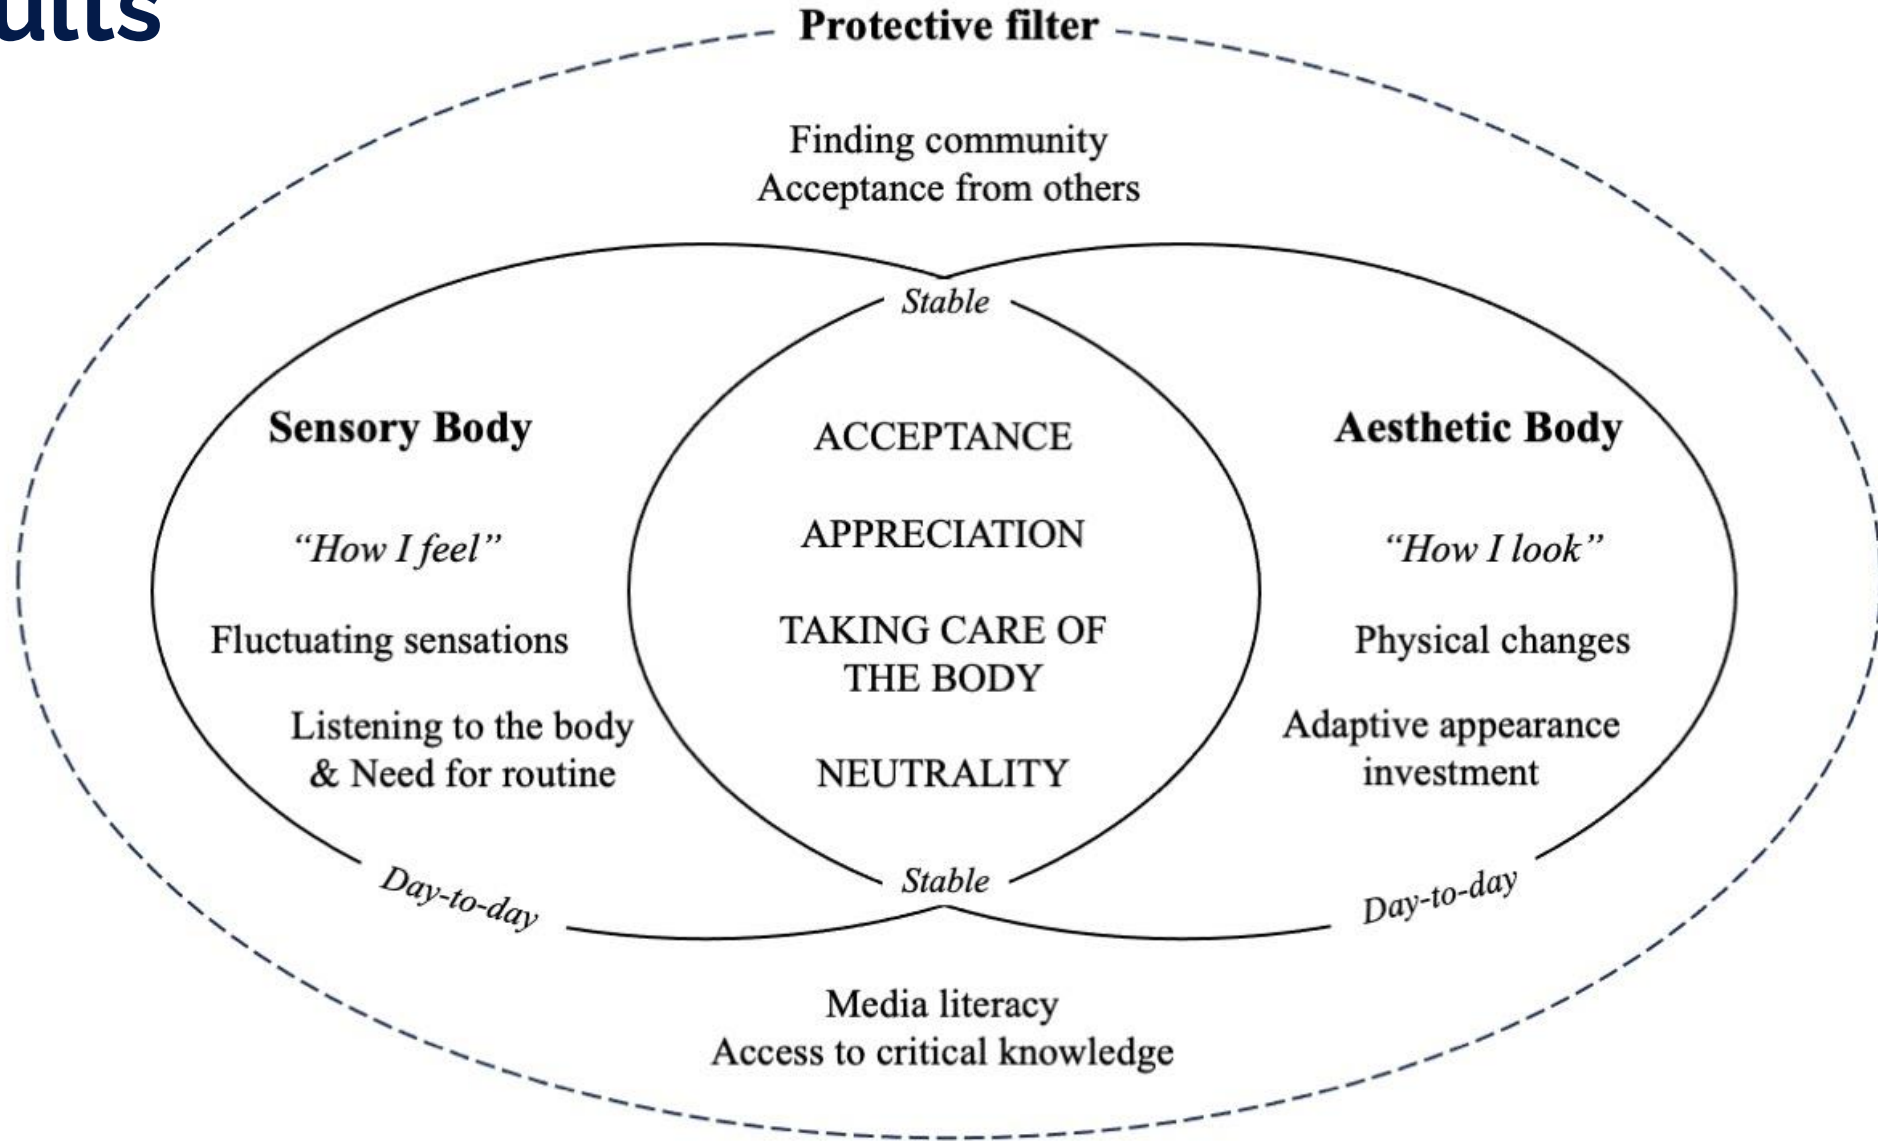 Protective filter
Finding community
Acceptance from others
Stable
Sensory Body
“How I feel”
Fluctuating sensations
Listening to the body
& Need for routine
Day-to-day
ACCEPTANCE
APPRECIATION
TAKING CARE OF
THE BODY
NEUTRALITY
Stable
Aesthetic Body
“How I look”
Physical changes
Adaptive appearance
investment
Day-to-day
Media literacy
Access to critical knowledge